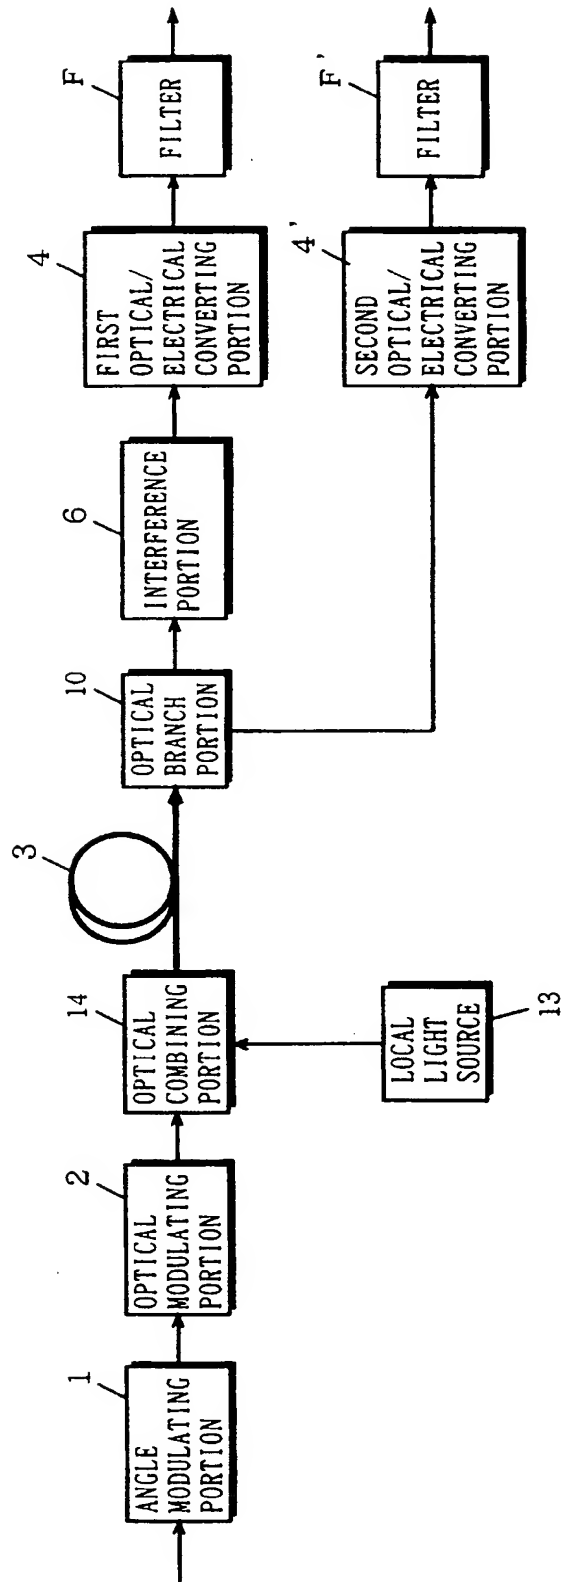 1
ANGLE
MODULATING
PORTION
2
OPTICAL
MODULATING
PORTION
14
OPTICAL
COMBINING
PORTION
LOCAL
LIGHT
SOURCE
13
3
10
OPTICAL
BRANCH
PORTION
6
INTERFERENCE
PORTION
4
FIRST
OPTICAL/
ELECTRICAL
CONVERTING
PORTION
F
FILTER
4'
SECOND
OPTICAL/
ELECTRICAL
CONVERTING
PORTION
F'
FILTER